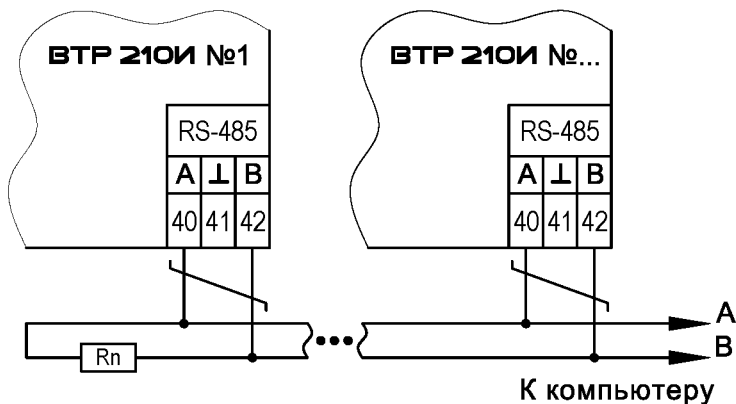 ВТР 210И №1
ВТР 210И №...
RS-485
RS-485
A ⊥ B
A ⊥ B
40 41 42
40 41 42
A
Rn
B
К компьютеру